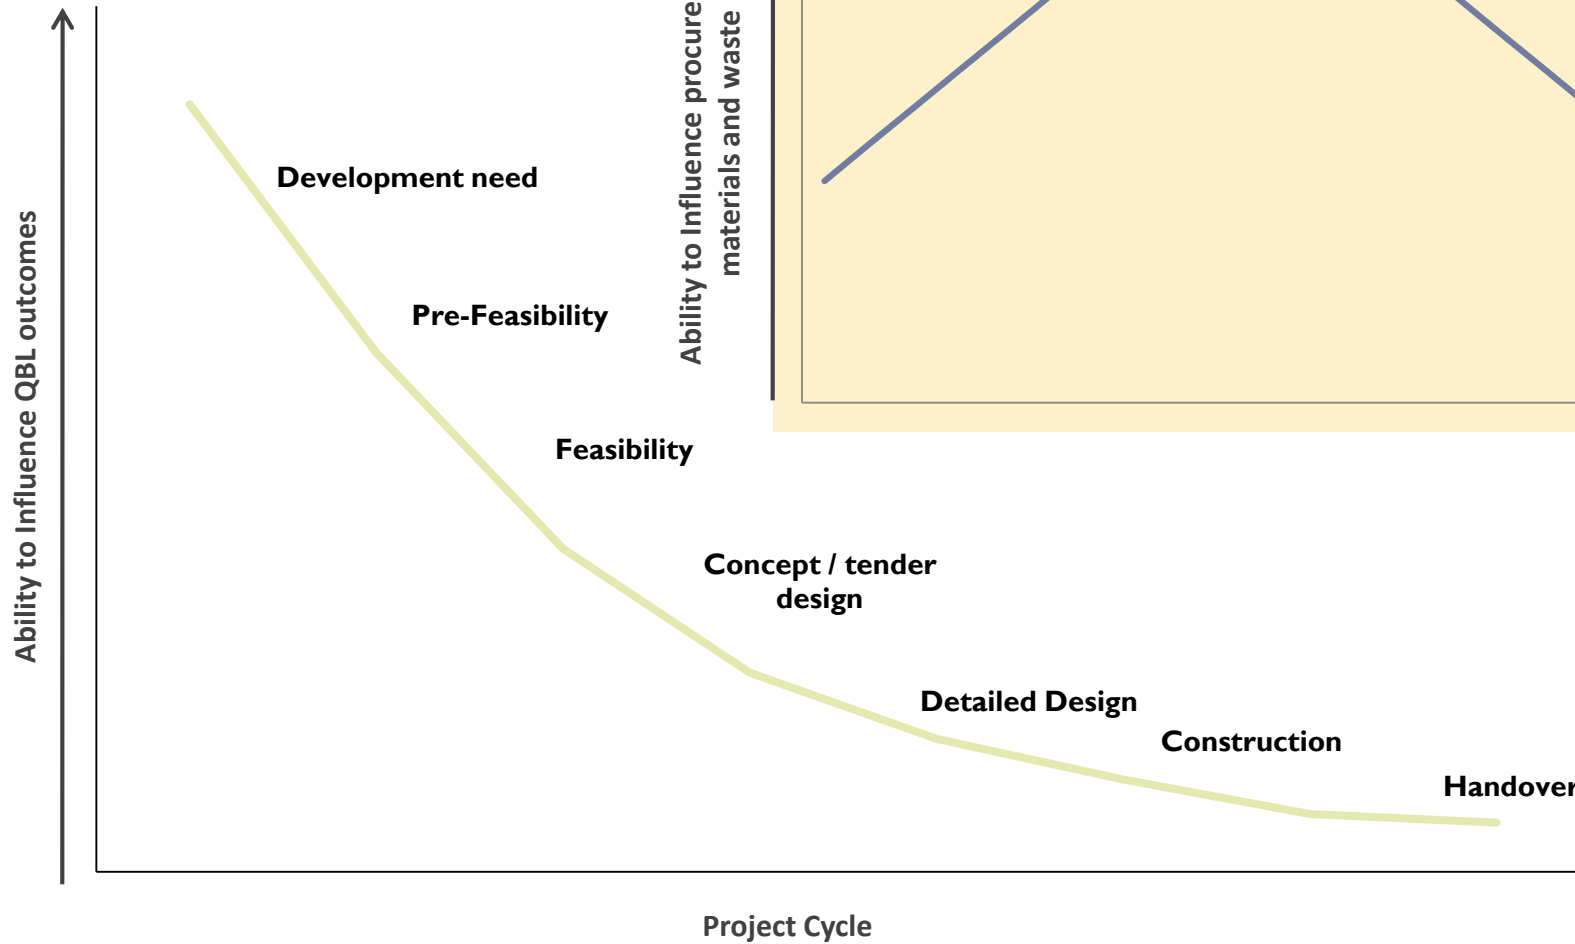 Ability to Influence QBL outcomes
Ability to Influence procure
materials and waste
Development need
Pre-Feasibility
Feasibility
Concept / tender
design
Detailed Design
Construction
Handover
Project Cycle